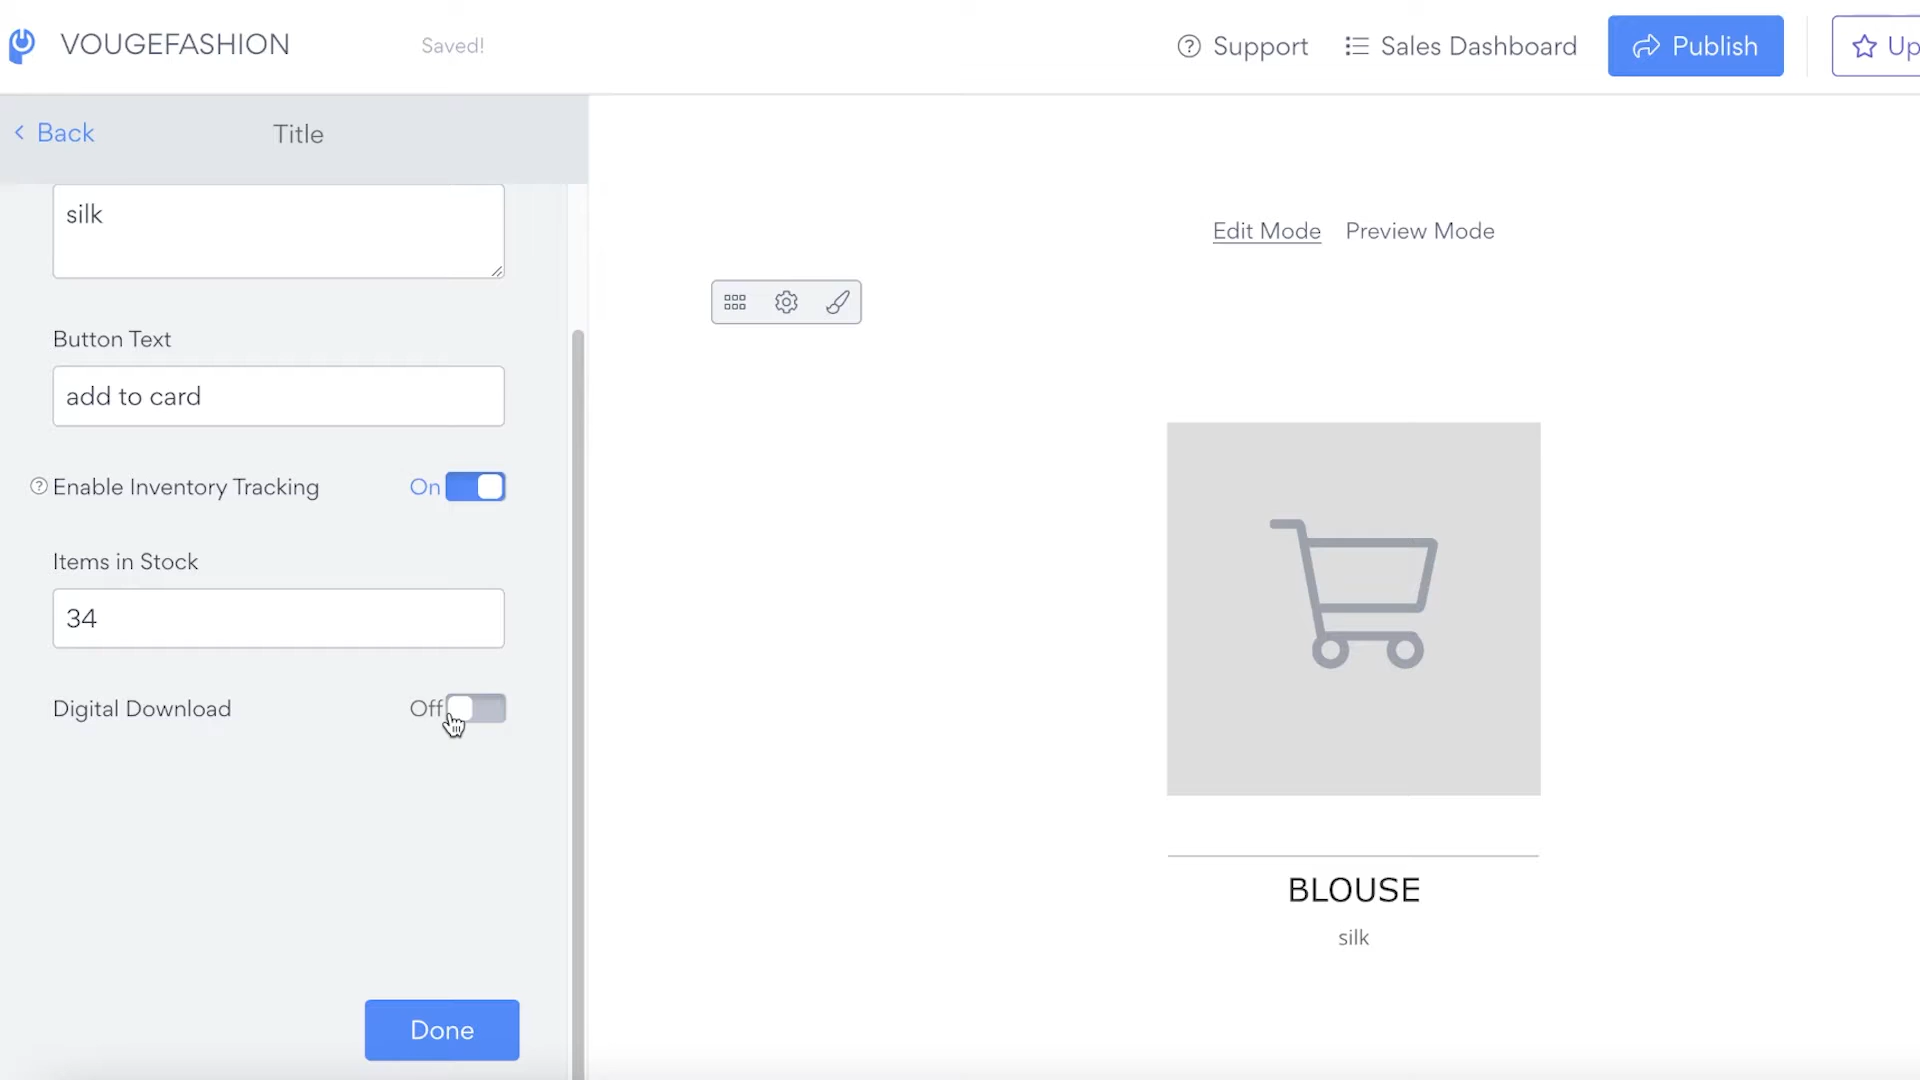 VOUGEFASHION
Saved!
? Support
Sales Dashboard
Publish
Up
Back
Title
silk
Button Text
add to card
? Enable Inventory Tracking
On
Items in Stock
34
Digital Download
Off
Done
Edit Mode
Preview Mode
BLOUSE
silk